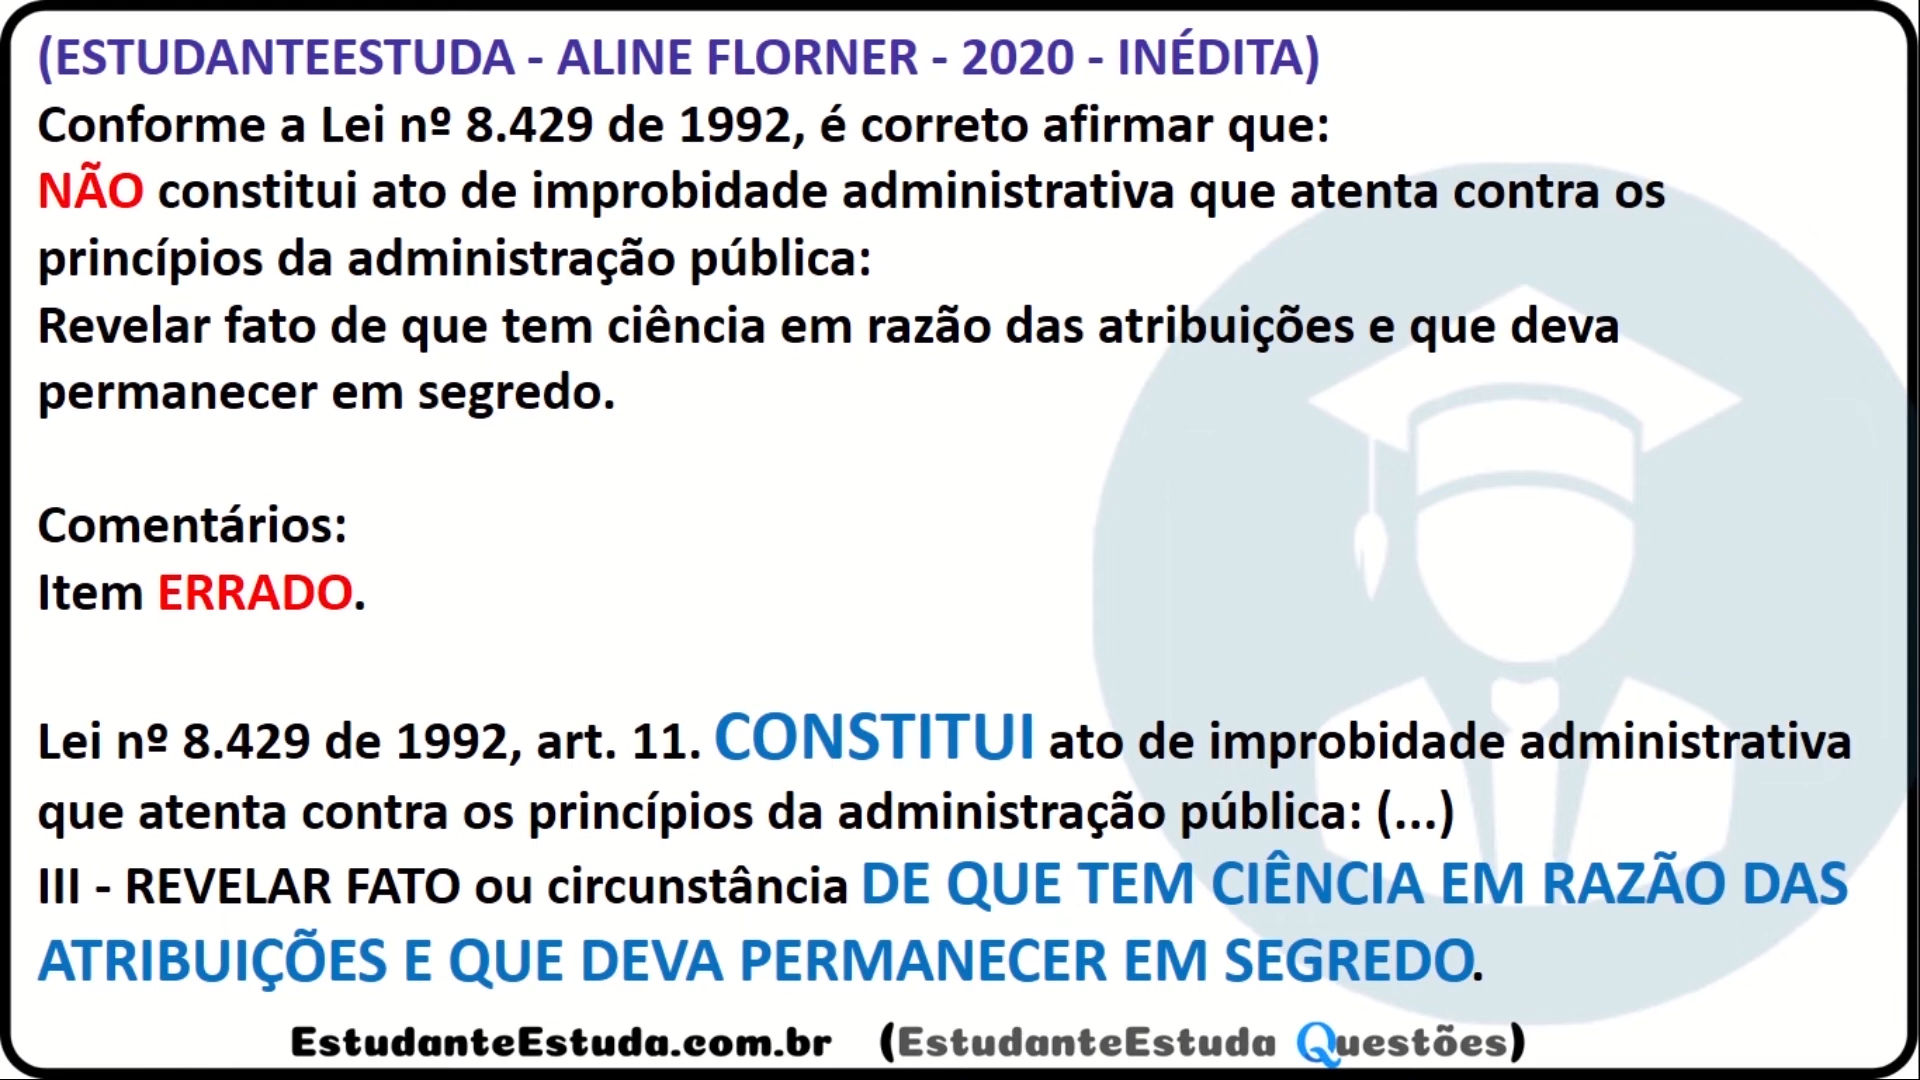 (ESTUDANTEESTUDA - ALINE FLORNER - 2020 - INÉDITA)
Conforme a Lei nº 8.429 de 1992, é correto afirmar que:
NÃO constitui ato de improbidade administrativa que atenta contra os
princípios da administração pública:
Revelar fato de que tem ciência em razão das atribuições e que deva
permanecer em segredo.
Comentários:
Item ERRADO.
Lei nº 8.429 de 1992, art. 11. CONSTITUI ato de improbidade administrativa
que atenta contra os princípios da administração pública: (...)
III - REVELAR FATO ou circunstância DE QUE TEM CIÊNCIA EM RAZÃO DAS
ATRIBUIÇÕES E QUE DEVA PERMANECER EM SEGREDO.
EstudanteEstuda.com.br (EstudanteEstuda Questões)